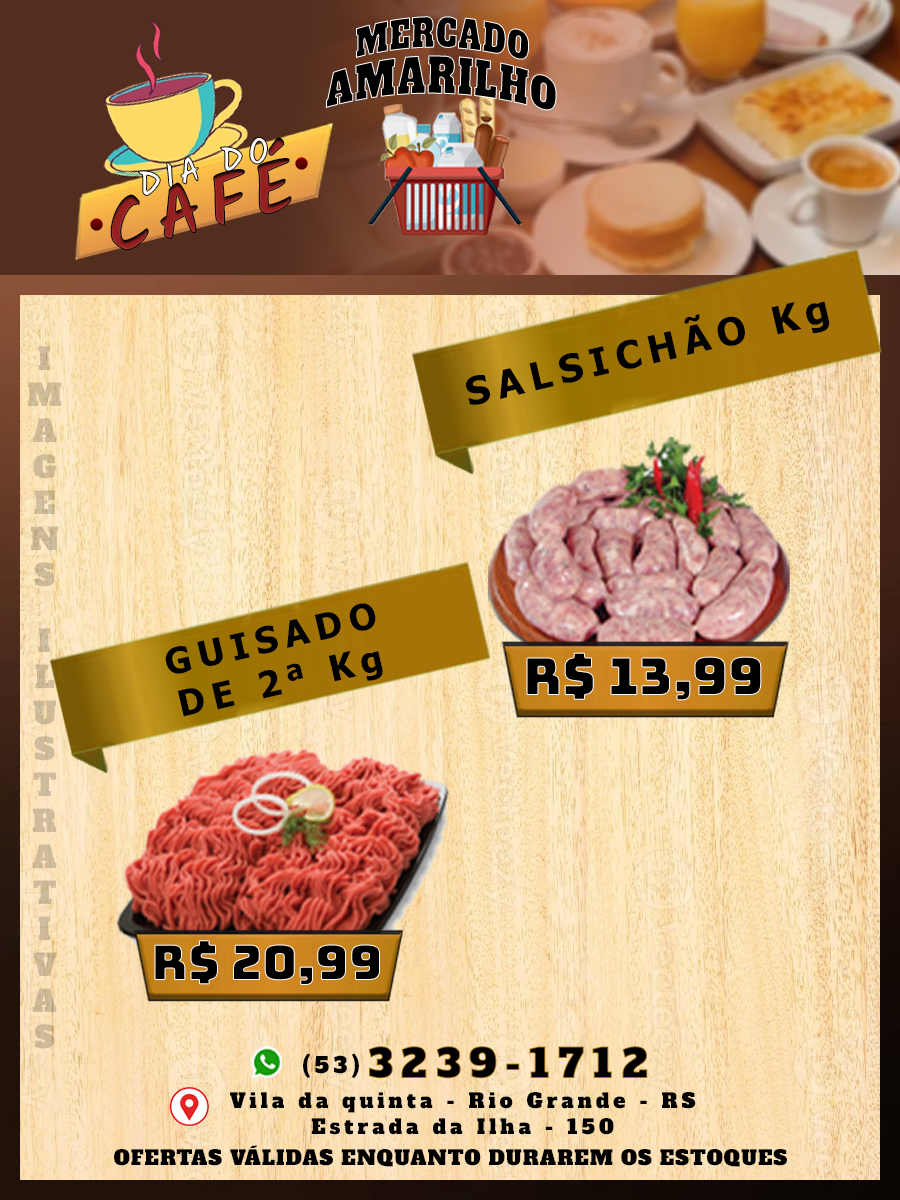 MERCADO
AMARILHO
DIA DO
CAFÉ
SALSICHÃO Kg
R$ 13,99
GUISADO
DE 2ª Kg
R$ 20,99
IMAGENS ILUSTRATIVAS
(53) 3239-1712
Vila da quinta - Rio Grande - RS
Estrada da Ilha - 150
OFERTAS VÁLIDAS ENQUANTO DURAREM OS ESTOQUES